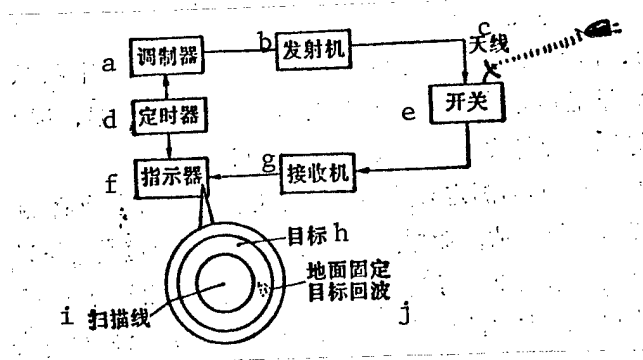 c
b 发射机 天线
a 调制器
d 定时器 e 开关
g
f 指示器 接收机
目标 h
地面固定
目标回波
i 扫描线 j